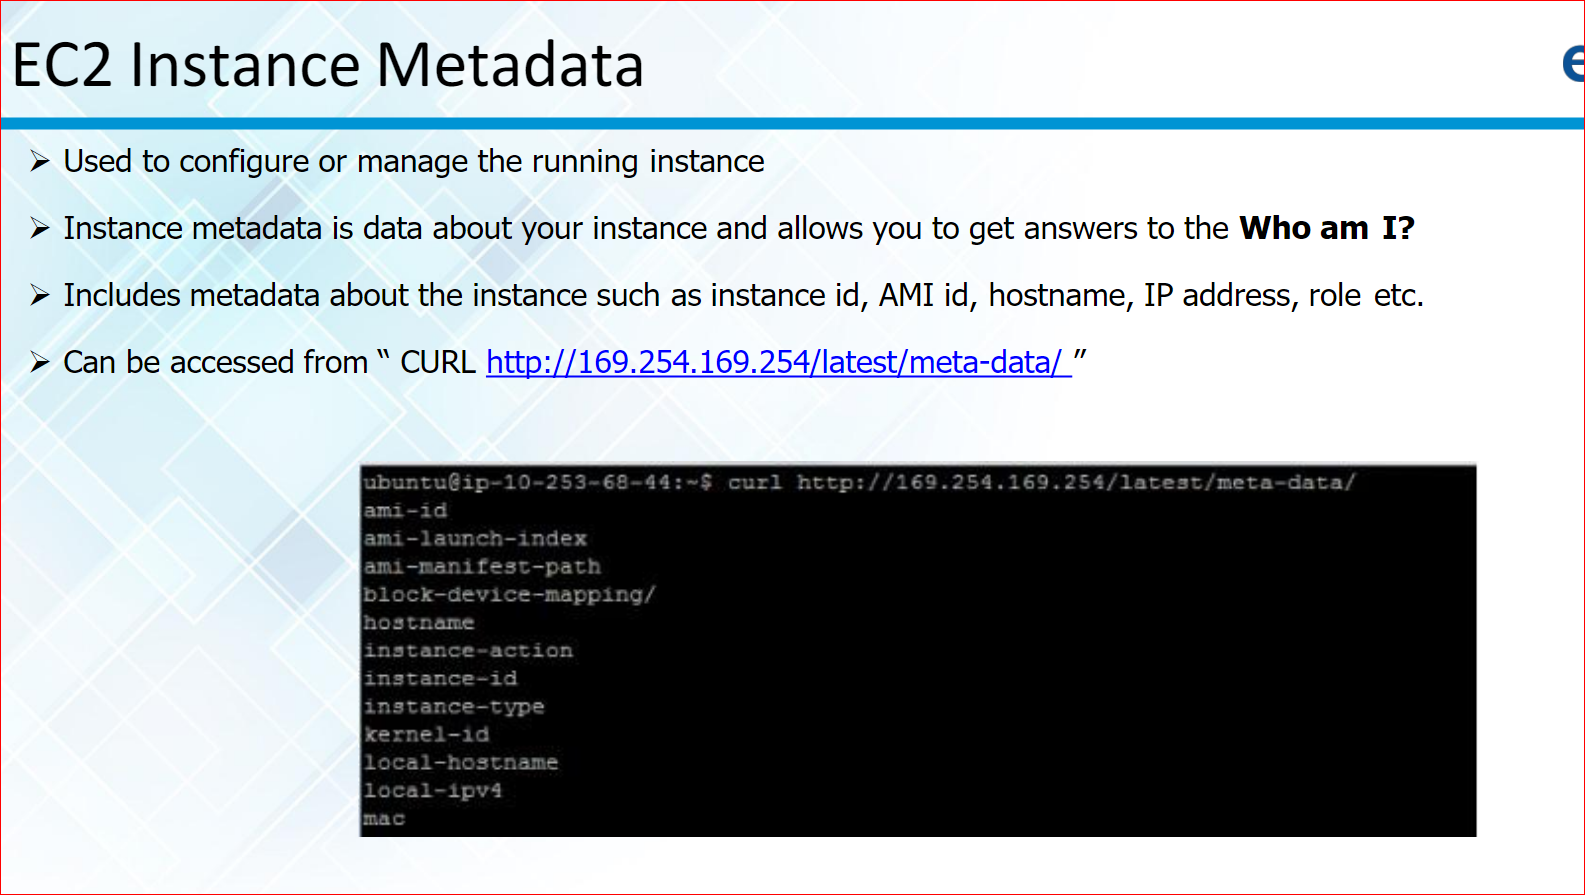 EC2 Instance Metadata
e
➢ Used to configure or manage the running instance
➢ Instance metadata is data about your instance and allows you to get answers to the Who am I?
➢ Includes metadata about the instance such as instance id, AMI id, hostname, IP address, role etc.
➢ Can be accessed from “ CURL http://169.254.169.254/latest/meta-data/ ”
ubuntu@ip-10-253-68-44:~$ curl http://169.254.169.254/latest/meta-data/
ami-id
ami-launch-index
ami-manifest-path
block-device-mapping/
hostname
instance-action
instance-id
instance-type
kernel-id
local-hostname
local-ipv4
mac